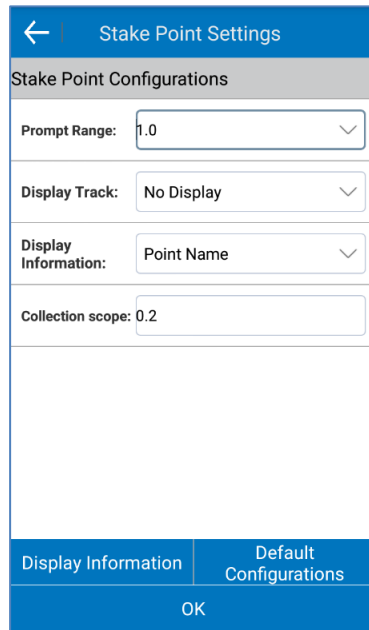 Stake Point Settings
Stake Point Configurations
Prompt Range: 1.0
Display Track: No Display
Display
Information: Point Name
Collection scope: 0.2
Display Information
Default
Configurations
OK